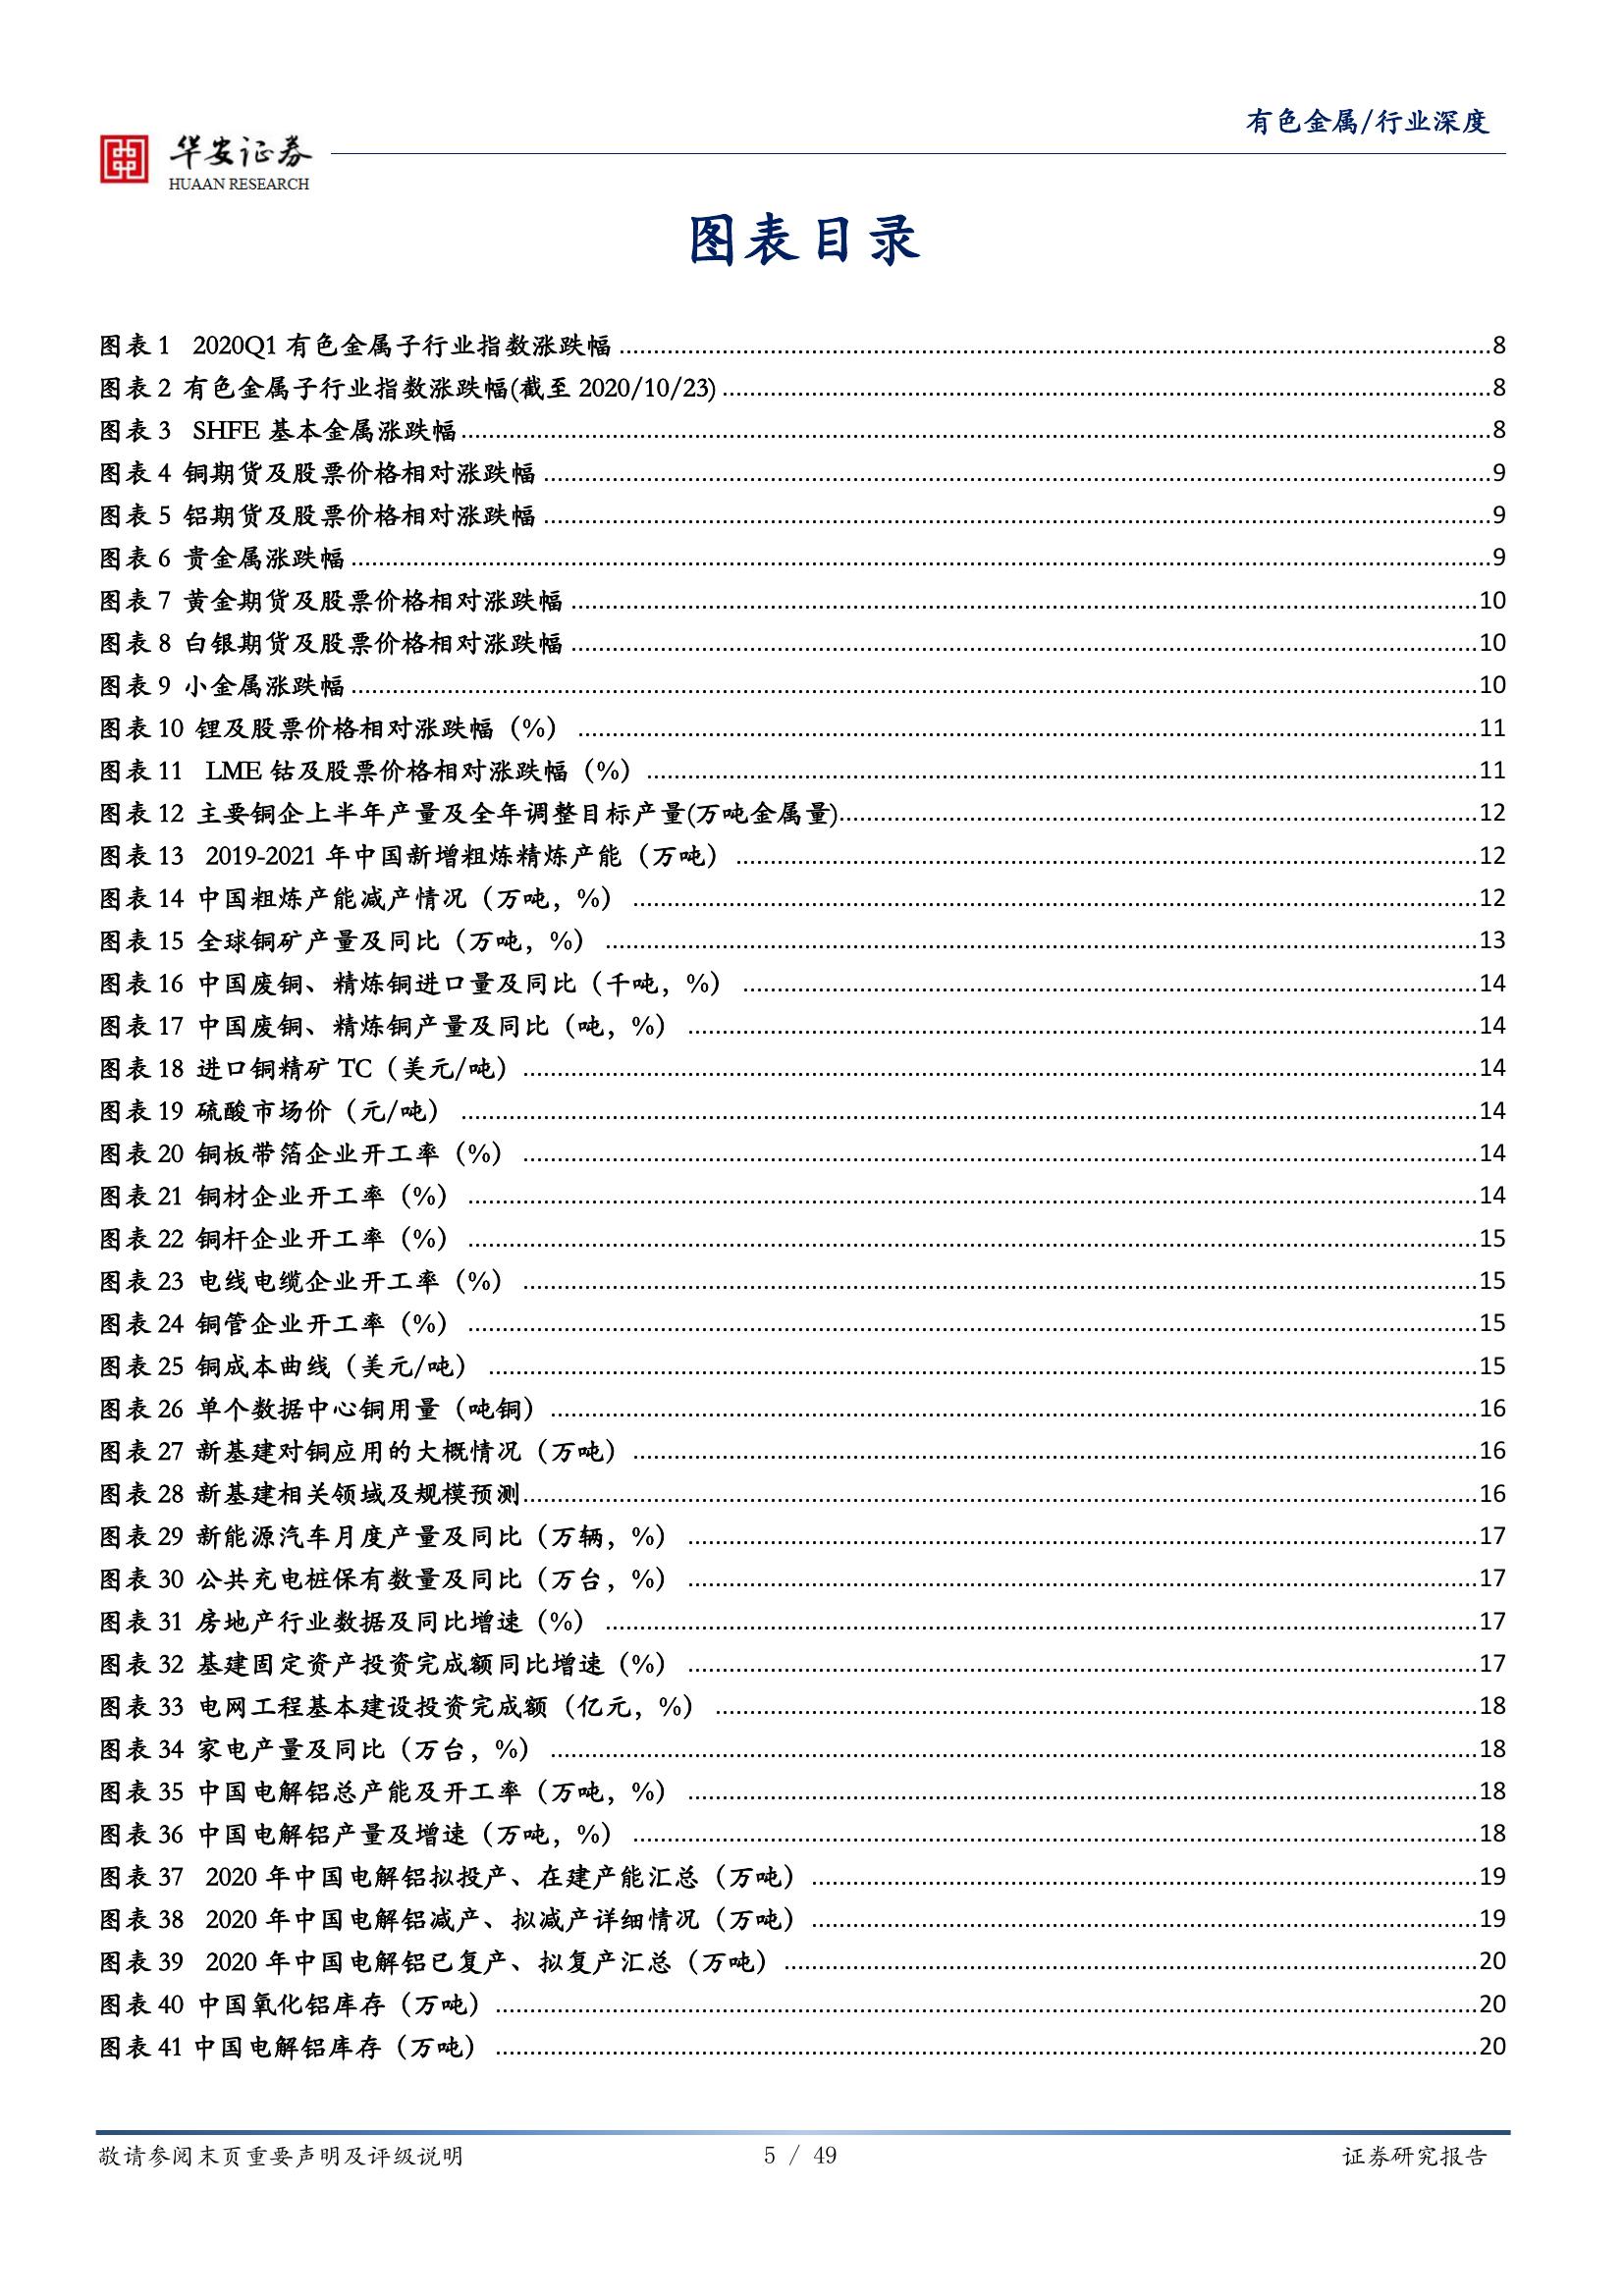 有色金属/行业深度
华安证券
HUAAN RESEARCH
图表目录
图表 1 2020Q1 有色金属子行业指数涨跌幅 ........ 8
图表 2 有色金属子行业指数涨跌幅(截至 2020/10/23) ........ 8
图表 3 SHFE 基本金属涨跌幅 ........ 8
图表 4 铜期货及股票价格相对涨跌幅 ........ 9
图表 5 铝期货及股票价格相对涨跌幅 ........ 9
图表 6 贵金属涨跌幅 ........ 9
图表 7 黄金期货及股票价格相对涨跌幅 ........ 10
图表 8 白银期货及股票价格相对涨跌幅 ........ 10
图表 9 小金属涨跌幅 ........ 10
图表 10 锂及股票价格相对涨跌幅（%） ........ 11
图表 11 LME 钴及股票价格相对涨跌幅（%） ........ 11
图表 12 主要铜企上半年产量及全年调整目标产量(万吨金属量) ........ 12
图表 13 2019-2021 年中国新增粗炼精炼产能（万吨） ........ 12
图表 14 中国粗炼产能减产情况（万吨，%） ........ 12
图表 15 全球铜矿产量及同比（万吨，%） ........ 13
图表 16 中国废铜、精炼铜进口量及同比（千吨，%） ........ 14
图表 17 中国废铜、精炼铜产量及同比（吨，%） ........ 14
图表 18 进口铜精矿 TC（美元/吨） ........ 14
图表 19 硫酸市场价（元/吨） ........ 14
图表 20 铜板带箔企业开工率（%） ........ 14
图表 21 铜材企业开工率（%） ........ 14
图表 22 铜杆企业开工率（%） ........ 15
图表 23 电线电缆企业开工率（%） ........ 15
图表 24 铜管企业开工率（%） ........ 15
图表 25 铜成本曲线（美元/吨） ........ 15
图表 26 单个数据中心铜用量（吨铜） ........ 16
图表 27 新基建对铜应用的大概情况（万吨） ........ 16
图表 28 新基建相关领域及规模预测 ........ 16
图表 29 新能源汽车月度产量及同比（万辆，%） ........ 17
图表 30 公共充电桩保有数量及同比（万台，%） ........ 17
图表 31 房地产行业数据及同比增速（%） ........ 17
图表 32 基建固定资产投资完成额同比增速（%） ........ 17
图表 33 电网工程基本建设投资完成额（亿元，%） ........ 18
图表 34 家电产量及同比（万台，%） ........ 18
图表 35 中国电解铝总产能及开工率（万吨，%） ........ 18
图表 36 中国电解铝产量及增速（万吨，%） ........ 18
图表 37 2020 年中国电解铝拟投产、在建产能汇总（万吨） ........ 19
图表 38 2020 年中国电解铝减产、拟减产详细情况（万吨） ........ 19
图表 39 2020 年中国电解铝已复产、拟复产汇总（万吨） ........ 20
图表 40 中国氧化铝库存（万吨） ........ 20
图表 41 中国电解铝库存（万吨） ........ 20
敬请参阅末页重要声明及评级说明 5 / 49 证券研究报告